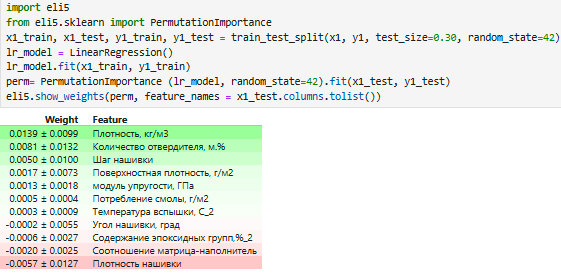 import eli5
from eli5.sklearn import PermutationImportance
x1_train, x1_test, y1_train, y1_test = train_test_split(x1, y1, test_size=0.30, random_state=42)
lr_model = LinearRegression()
lr_model.fit(x1_train, y1_train)
perm= PermutationImportance (lr_model, random_state=42).fit(x1_test, y1_test)
eli5.show_weights(perm, feature_names = x1_test.columns.tolist())
Weight Feature
0.0139 ± 0.0099 Плотность, кг/м3
0.0081 ± 0.0132 Количество отвердителя, м.%
0.0050 ± 0.0100 Шаг нашивки
0.0017 ± 0.0073 Поверхностная плотность, г/м2
0.0013 ± 0.0018 модуль упругости, ГПа
0.0005 ± 0.0004 Потребление смолы, г/м2
0.0003 ± 0.0009 Температура вспышки, С_2
-0.0002 ± 0.0055 Угол нашивки, град
-0.0006 ± 0.0027 Содержание эпоксидных групп,%_2
-0.0020 ± 0.0025 Соотношение матрица-наполнитель
-0.0057 ± 0.0127 Плотность нашивки